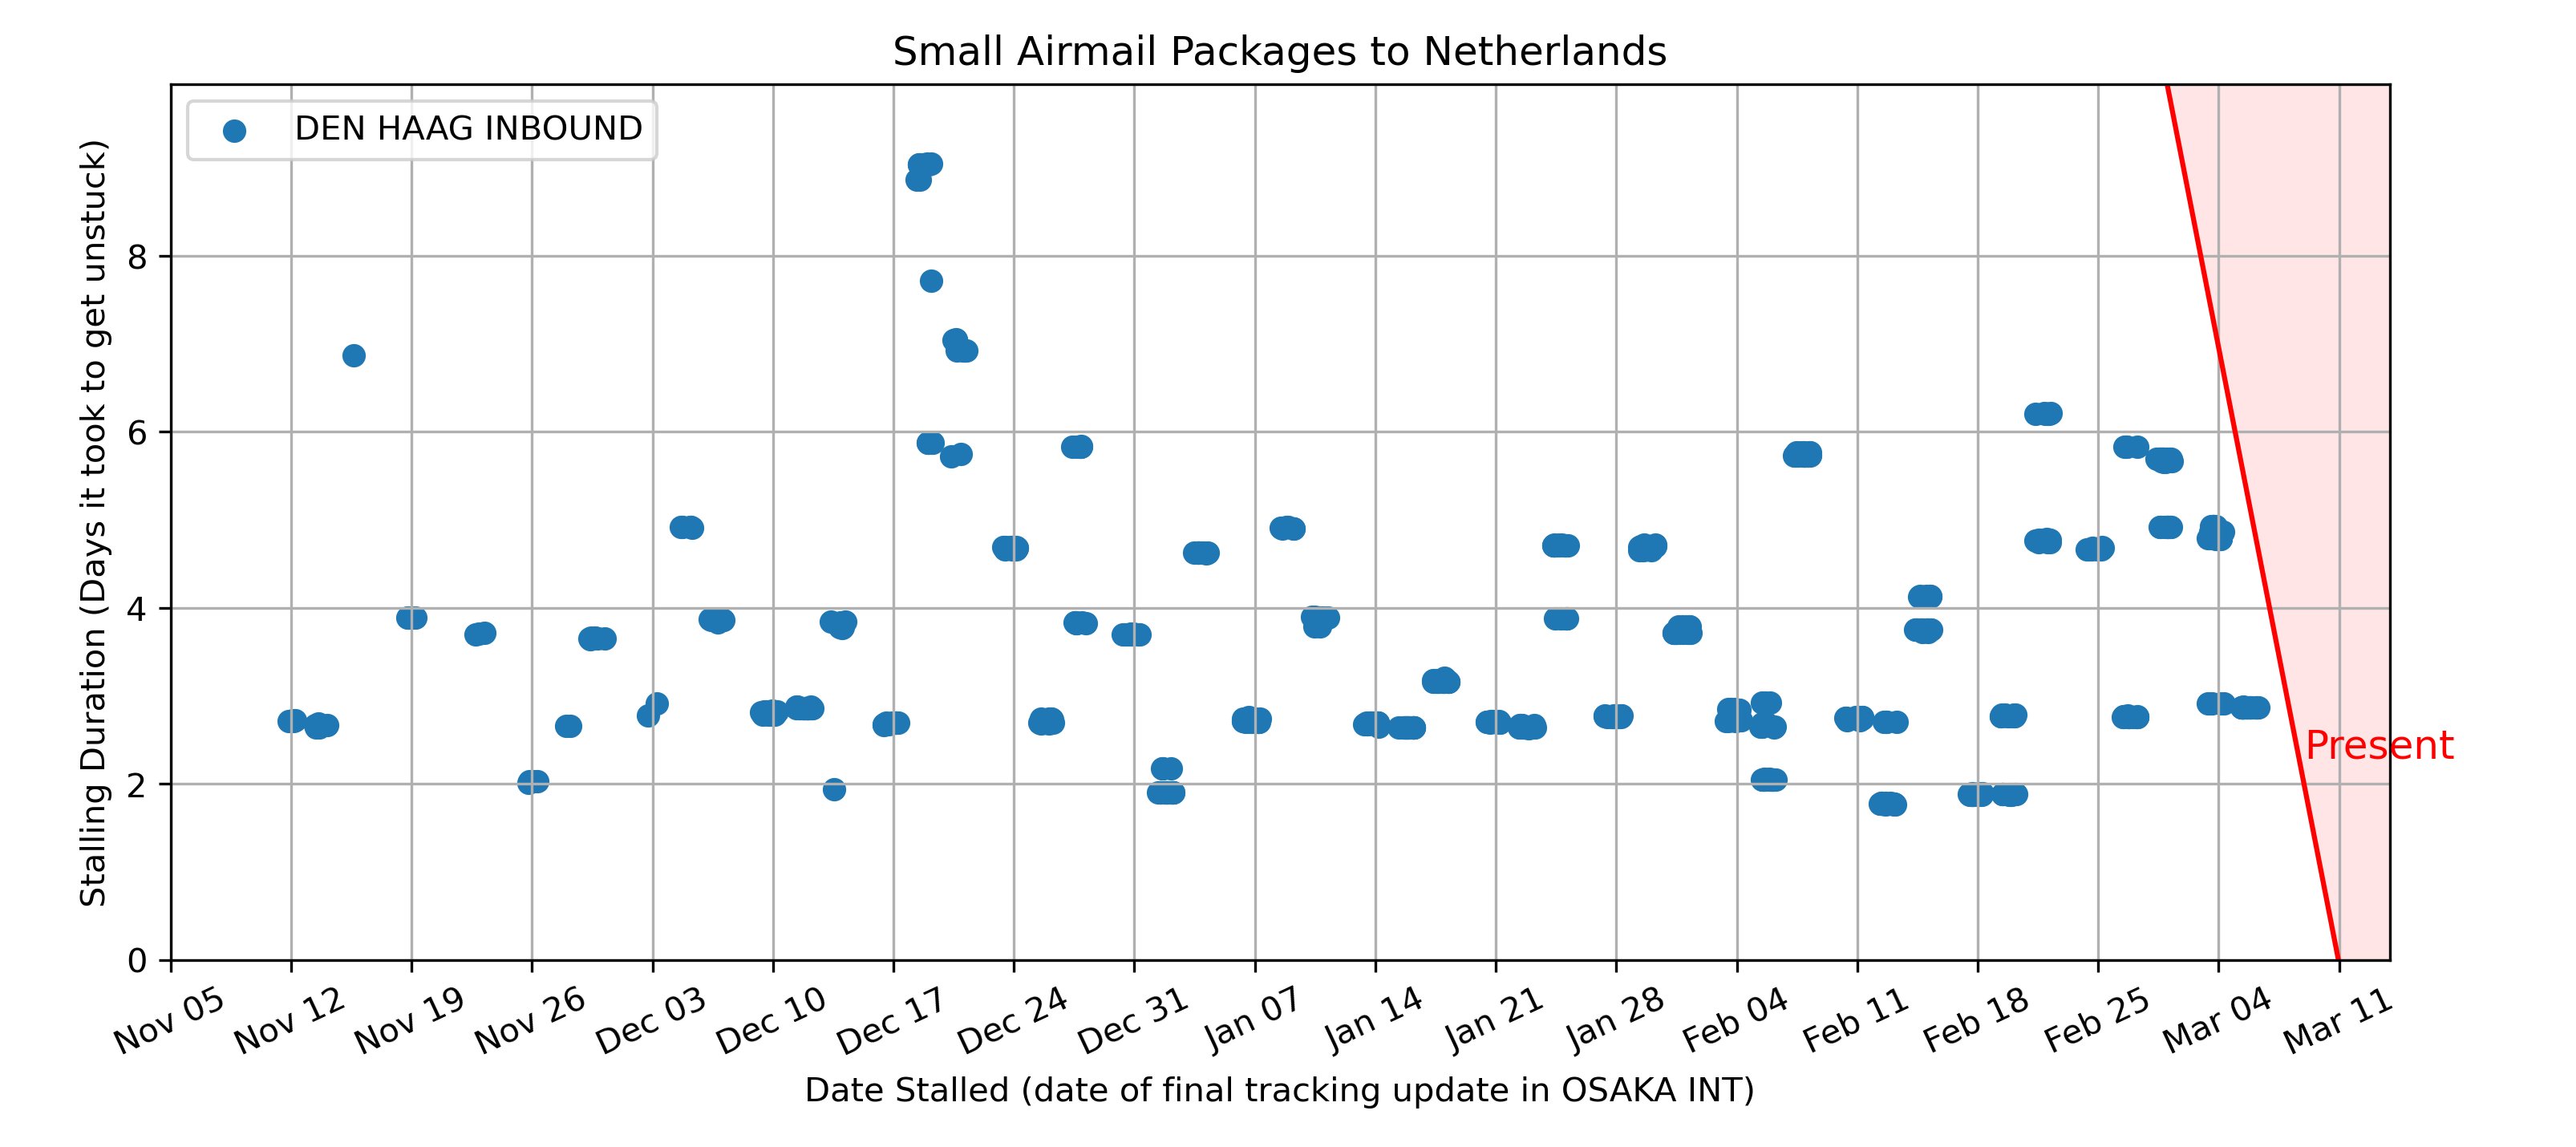 Small Airmail Packages to Netherlands
DEN HAAG INBOUND
Stalling Duration (Days it took to get unstuck)
8
6
4
2
0
Present
Nov 05
Nov 12
Nov 19
Nov 26
Dec 03
Dec 10
Dec 17
Dec 24
Dec 31
Jan 07
Jan 14
Jan 21
Jan 28
Feb 04
Feb 11
Feb 18
Feb 25
Mar 04
Mar 11
Date Stalled (date of final tracking update in OSAKA INT)